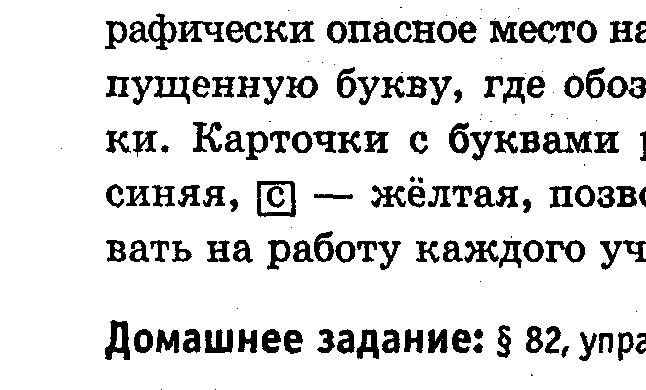 рафически опасное место на
пущенную букву, где обоз
ки. Карточки с буквами
синяя, с — жёлтая, позво
вать на работу каждого уч
Домашнее задание: § 82, упра